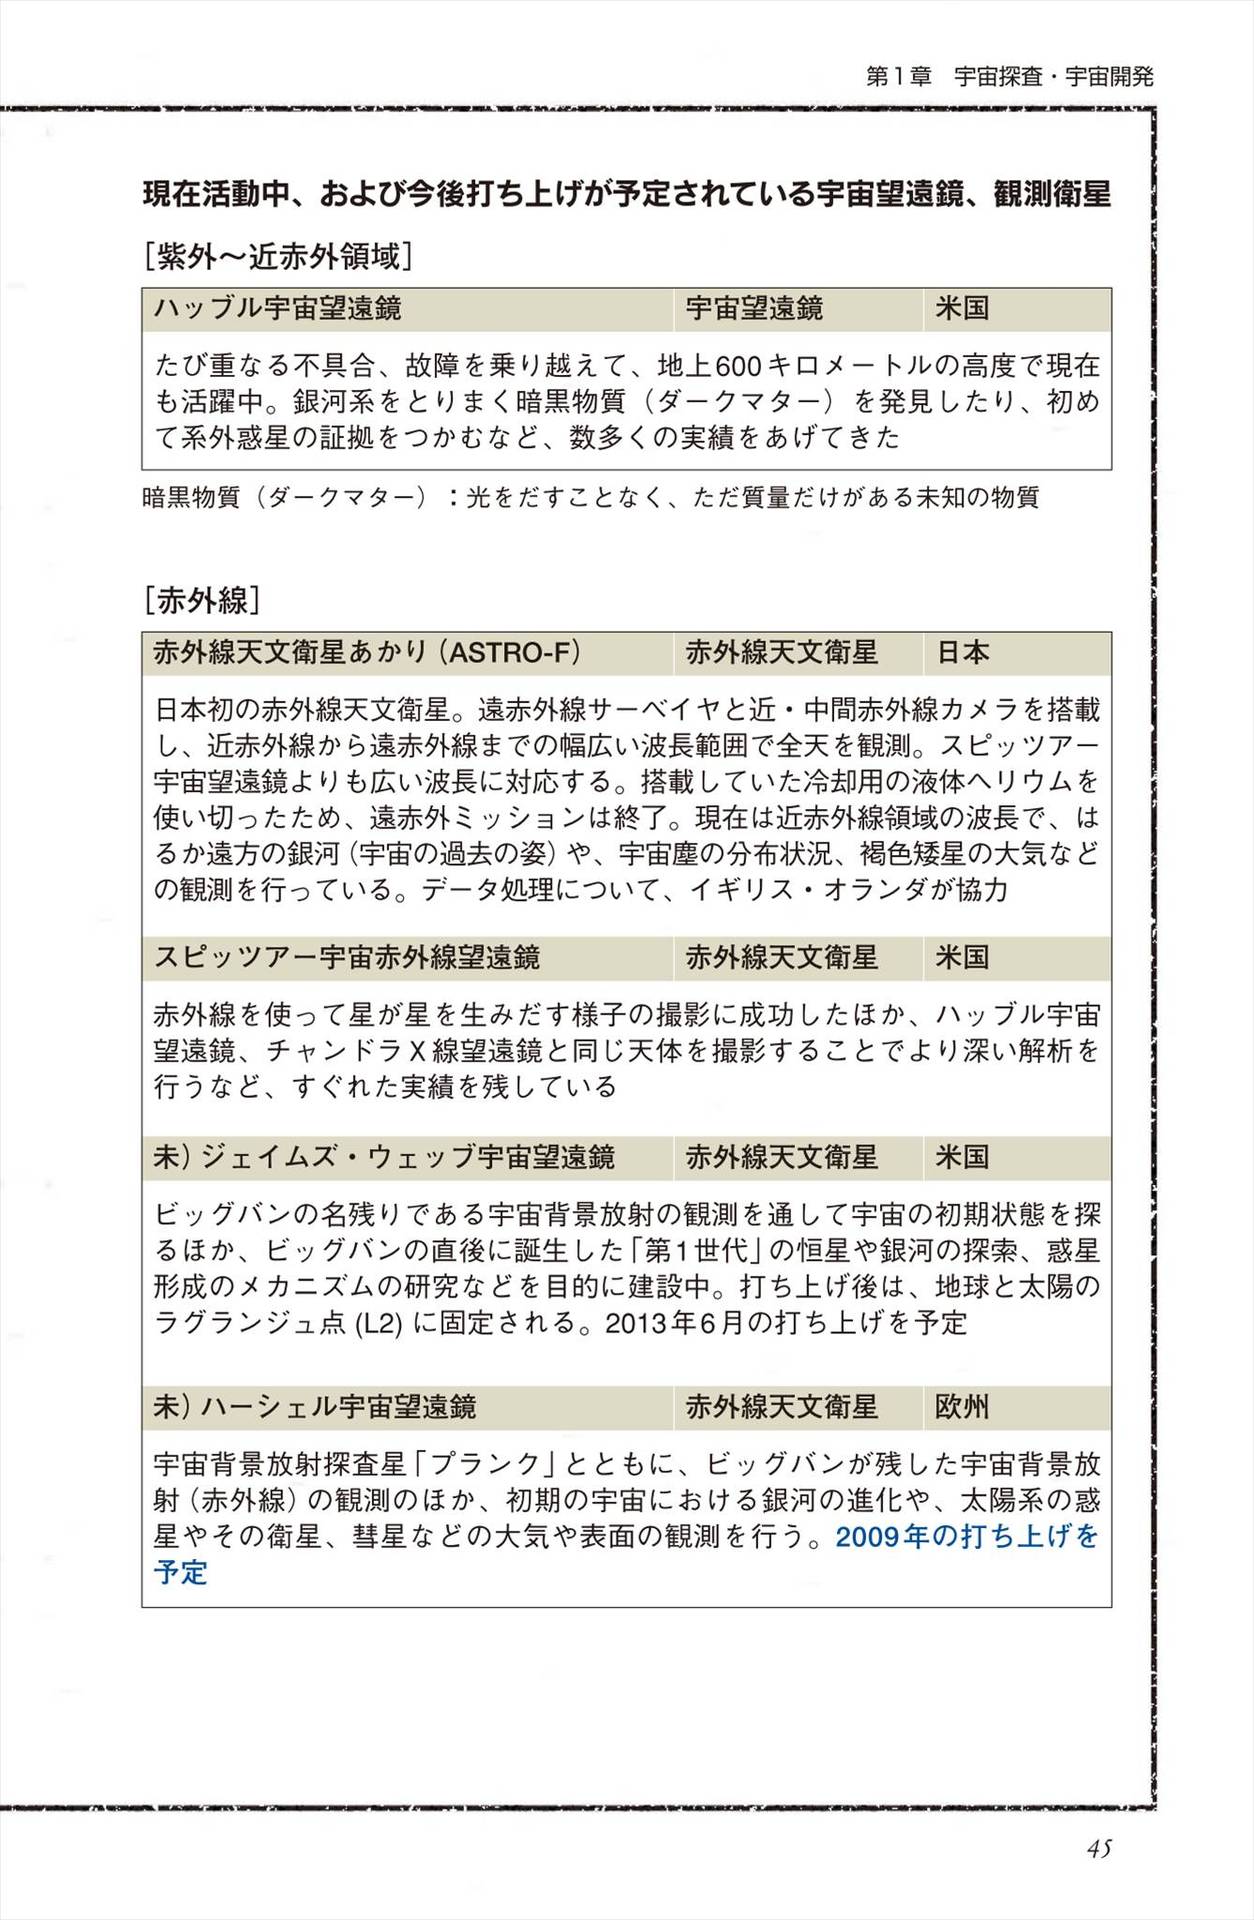 第1章　宇宙探査・宇宙開発
現在活動中、および今後打ち上げが予定されている宇宙望遠鏡、観測衛星
［紫外～近赤外領域］
ハッブル宇宙望遠鏡　宇宙望遠鏡　米国
たび重なる不具合、故障を乗り越えて、地上600キロメートルの高度で現在
も活躍中。銀河系をとりまく暗黒物質（ダークマター）を発見したり、初め
て系外惑星の証拠をつかむなど、数多くの実績をあげてきた
暗黒物質（ダークマター）：光をだすことなく、ただ質量だけがある未知の物質
［赤外線］
赤外線天文衛星あかり（ASTRO-F）　赤外線天文衛星　日本
日本初の赤外線天文衛星。遠赤外線サーベイヤと近・中間赤外線カメラを搭載
し、近赤外線から遠赤外線までの幅広い波長範囲で全天を観測。スピッツアー
宇宙望遠鏡よりも広い波長に対応する。搭載していた冷却用の液体ヘリウムを
使い切ったため、遠赤外ミッションは終了。現在は近赤外線領域の波長で、は
るか遠方の銀河（宇宙の過去の姿）や、宇宙塵の分布状況、褐色矮星の大気など
の観測を行っている。データ処理について、イギリス・オランダが協力
スピッツアー宇宙赤外線望遠鏡　赤外線天文衛星　米国
赤外線を使って星が星を生みだす様子の撮影に成功したほか、ハッブル宇宙
望遠鏡、チャンドラX線望遠鏡と同じ天体を撮影することでより深い解析を
行うなど、すぐれた実績を残している
未）ジェイムズ・ウェッブ宇宙望遠鏡　赤外線天文衛星　米国
ビッグバンの名残りである宇宙背景放射の観測を通して宇宙の初期状態を探
るほか、ビッグバンの直後に誕生した「第1世代」の恒星や銀河の探索、惑星
形成のメカニズムの研究などを目的に建設中。打ち上げ後は、地球と太陽の
ラグランジュ点 (L2) に固定される。2013年6月の打ち上げを予定
未）ハーシェル宇宙望遠鏡　赤外線天文衛星　欧州
宇宙背景放射探査星「プランク」とともに、ビッグバンが残した宇宙背景放
射（赤外線）の観測のほか、初期の宇宙における銀河の進化や、太陽系の惑
星やその衛星、彗星などの大気や表面の観測を行う。2009年の打ち上げを
予定
45